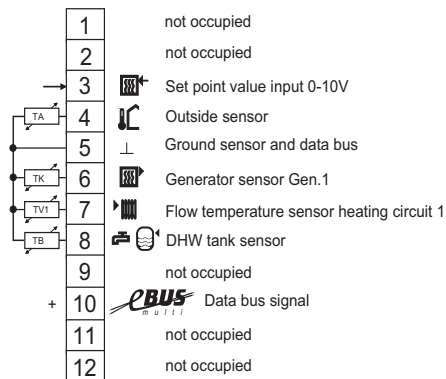 1 not occupied
2 not occupied
3 Set point value input 0-10V
TA 4 Outside sensor
5 ⊥ Ground sensor and data bus
TK 6 Generator sensor Gen.1
TV1 7 Flow temperature sensor heating circuit 1
TB 8 DHW tank sensor
9 not occupied
+ 10 eBUS multi Data bus signal
11 not occupied
12 not occupied